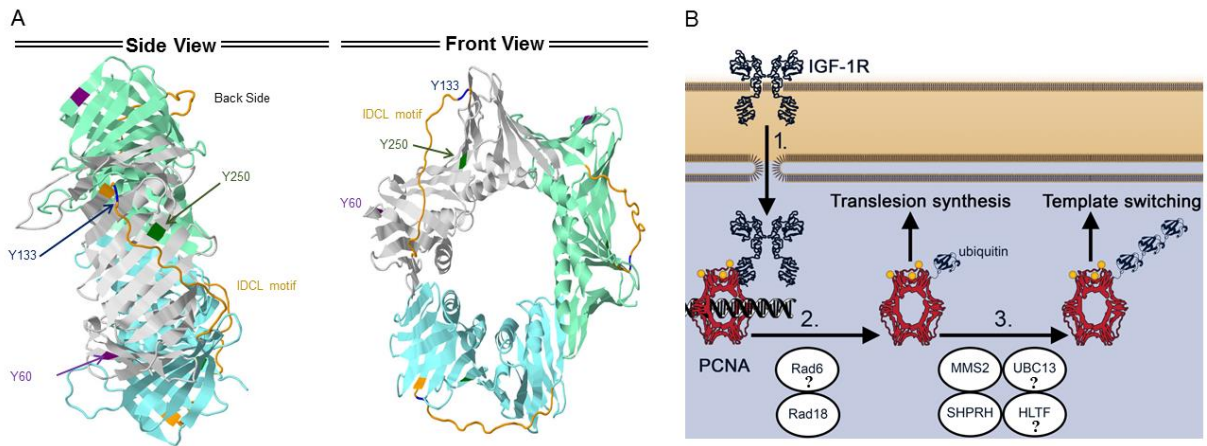 A
Side View
Front View
Back Side
Y250
Y133
IDCL motif
Y60
Y133
IDCL motif
Y250
Y60
B
IGF-1R
1.
Translesion synthesis
Template switching
ubiquitin
PCNA
2.
3.
Rad6
?
Rad18
MMS2
UBC13
?
SHPRH
HLTF
?